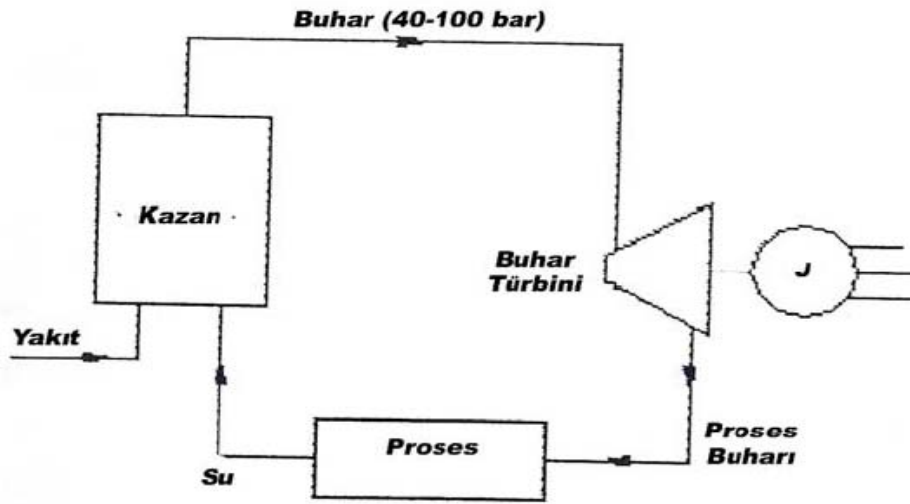 Buhar (40-100 bar)
Kazan
Buhar
Türbini
J
Yakıt
Proses
Proses
Buharı
Su